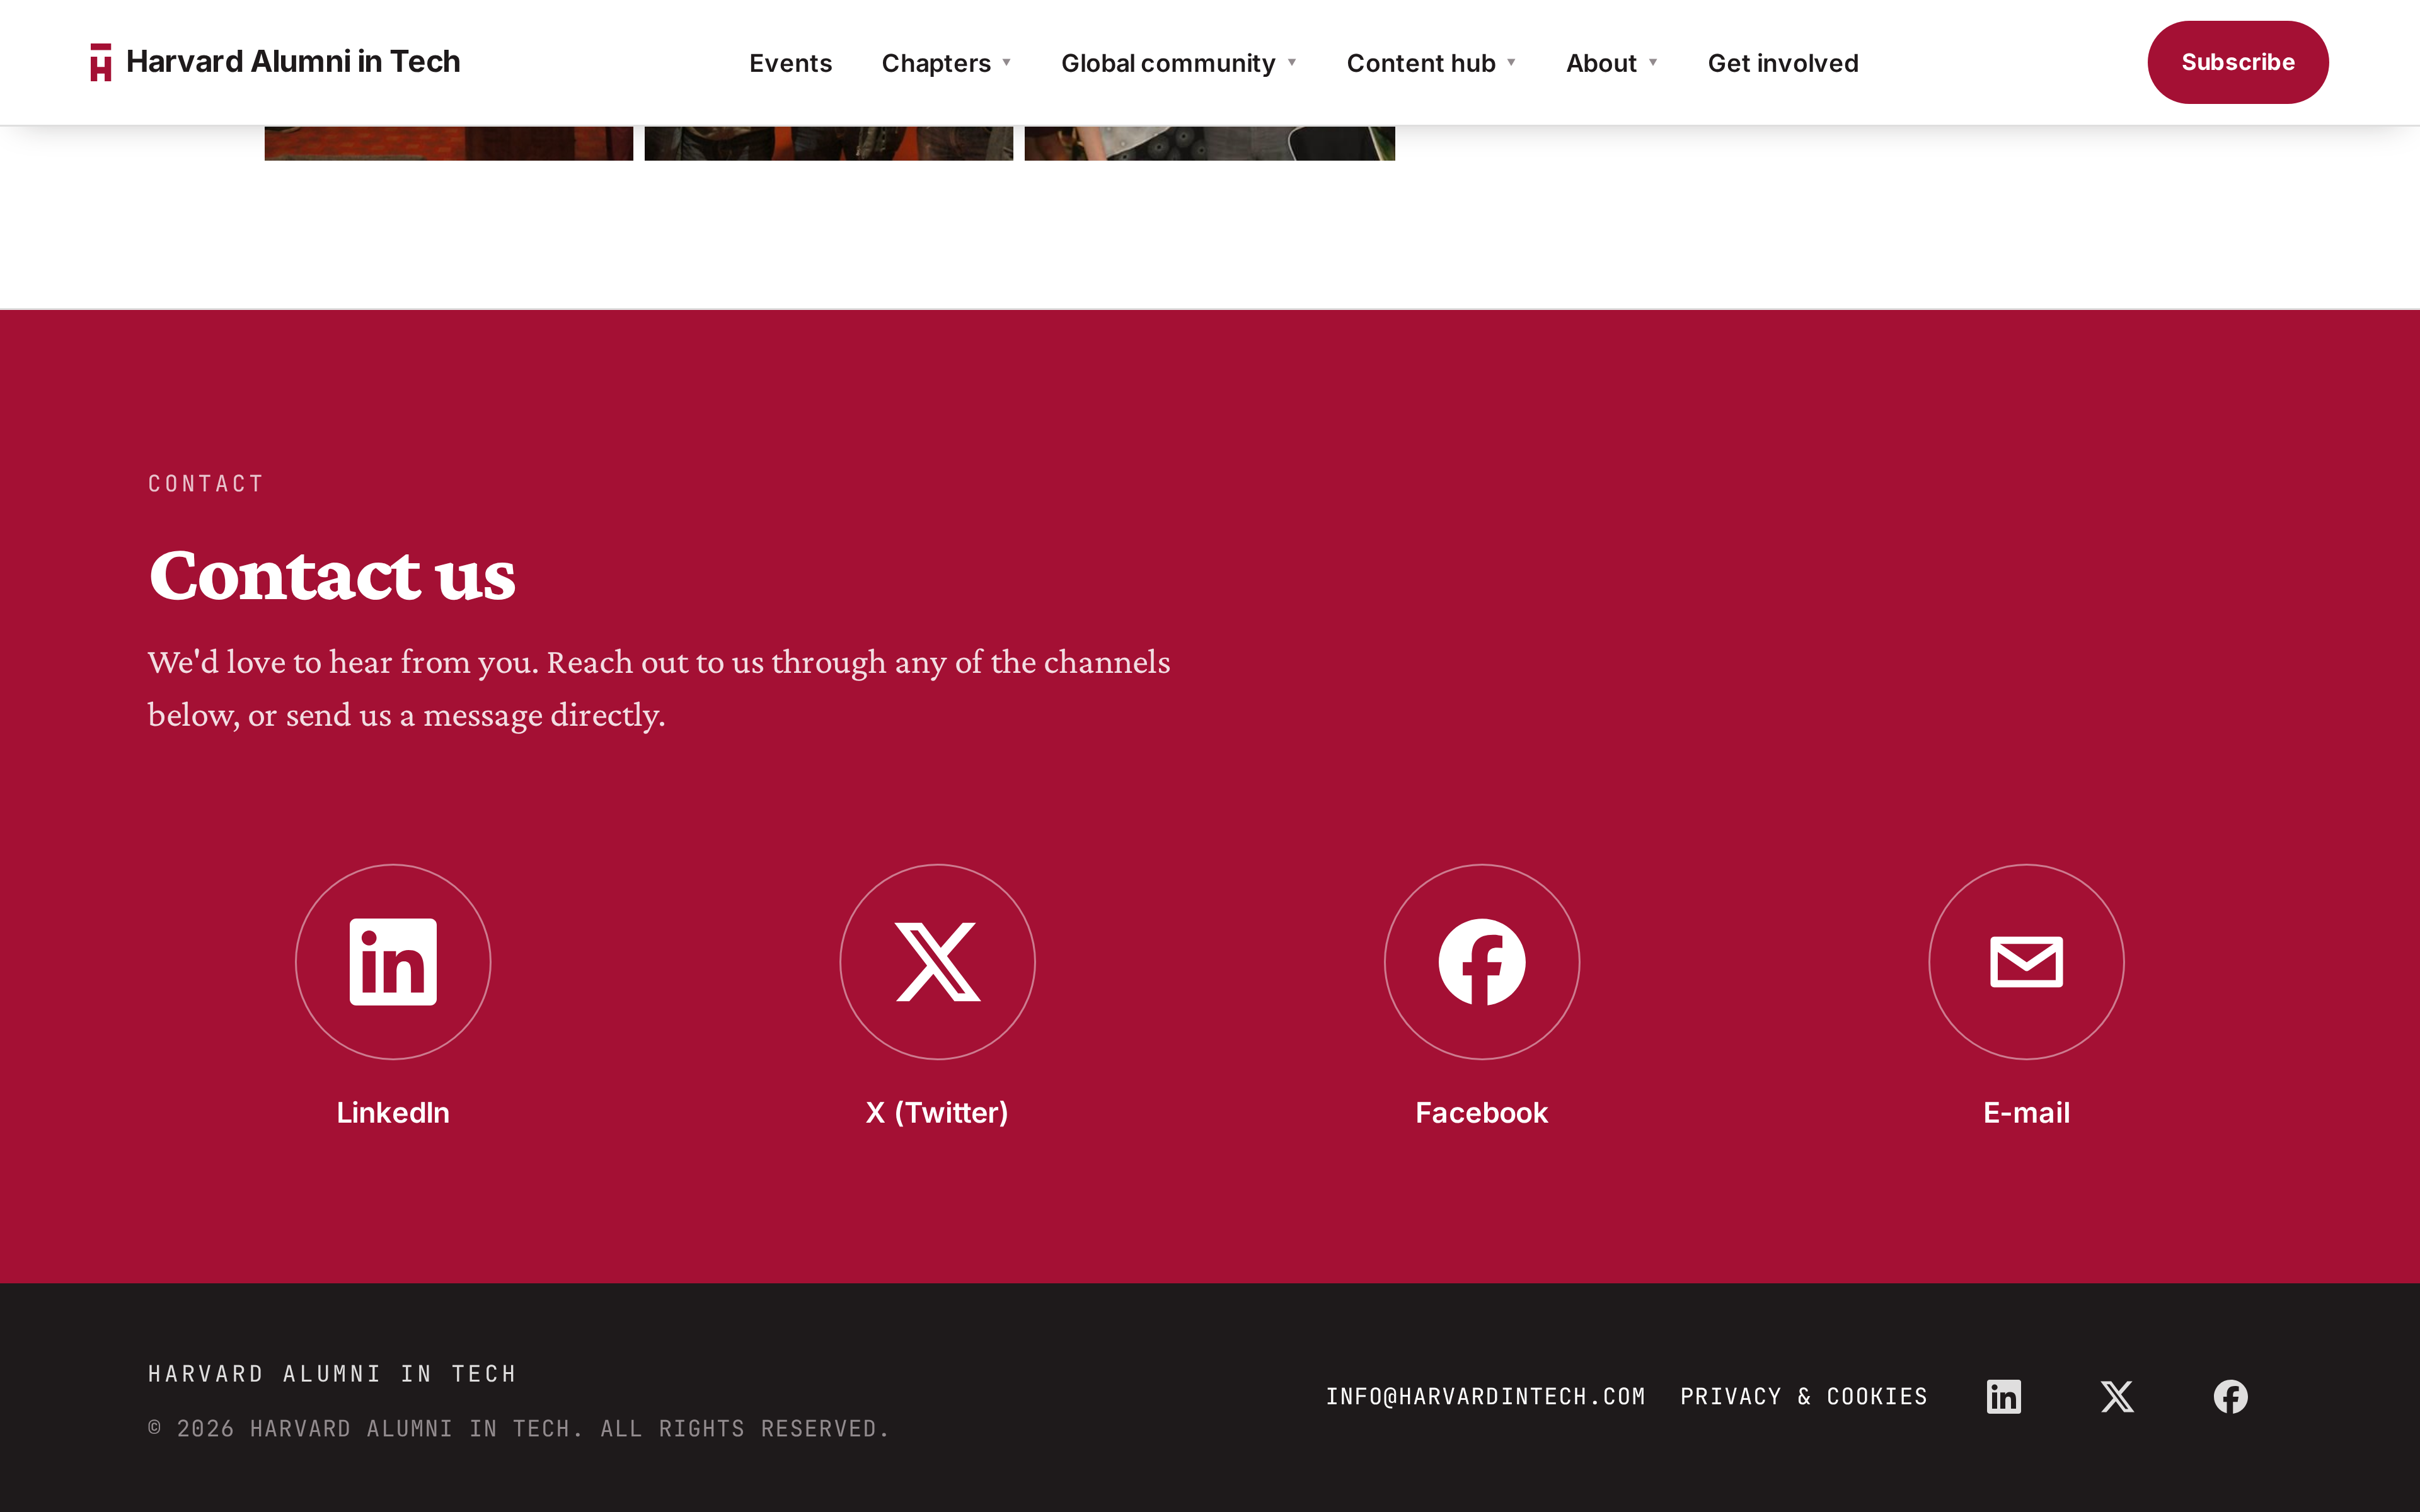 Harvard Alumni in Tech
Events
Chapters
Global community
Content hub
About
Get involved
Subscribe
CONTACT
Contact us
We'd love to hear from you. Reach out to us through any of the channels
below, or send us a message directly.
LinkedIn
X (Twitter)
Facebook
E-mail
HARVARD ALUMNI IN TECH
© 2026 HARVARD ALUMNI IN TECH. ALL RIGHTS RESERVED.
INFO@HARVARDINTECH.COM
PRIVACY & COOKIES